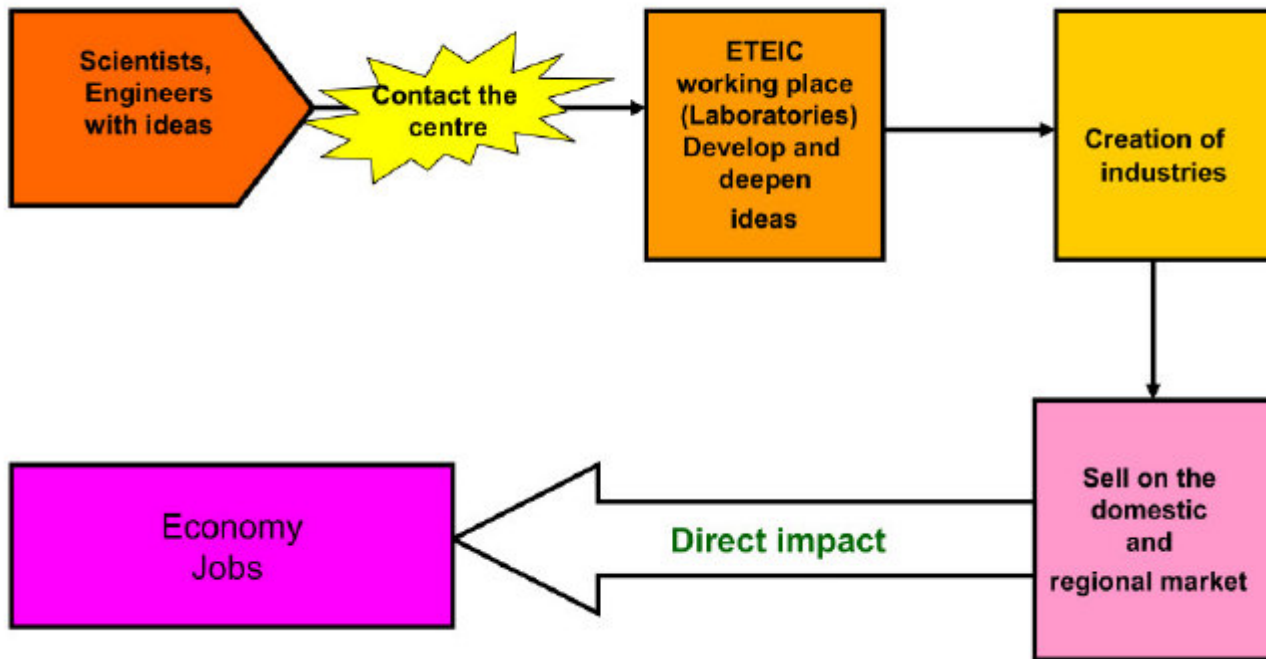 Scientists,
Engineers
with ideas
Contact the
centre
ETEIC
working place
(Laboratories)
Develop and
deepen
ideas
Creation of
industries
Sell on the
domestic
and
regional market
Direct impact
Economy
Jobs